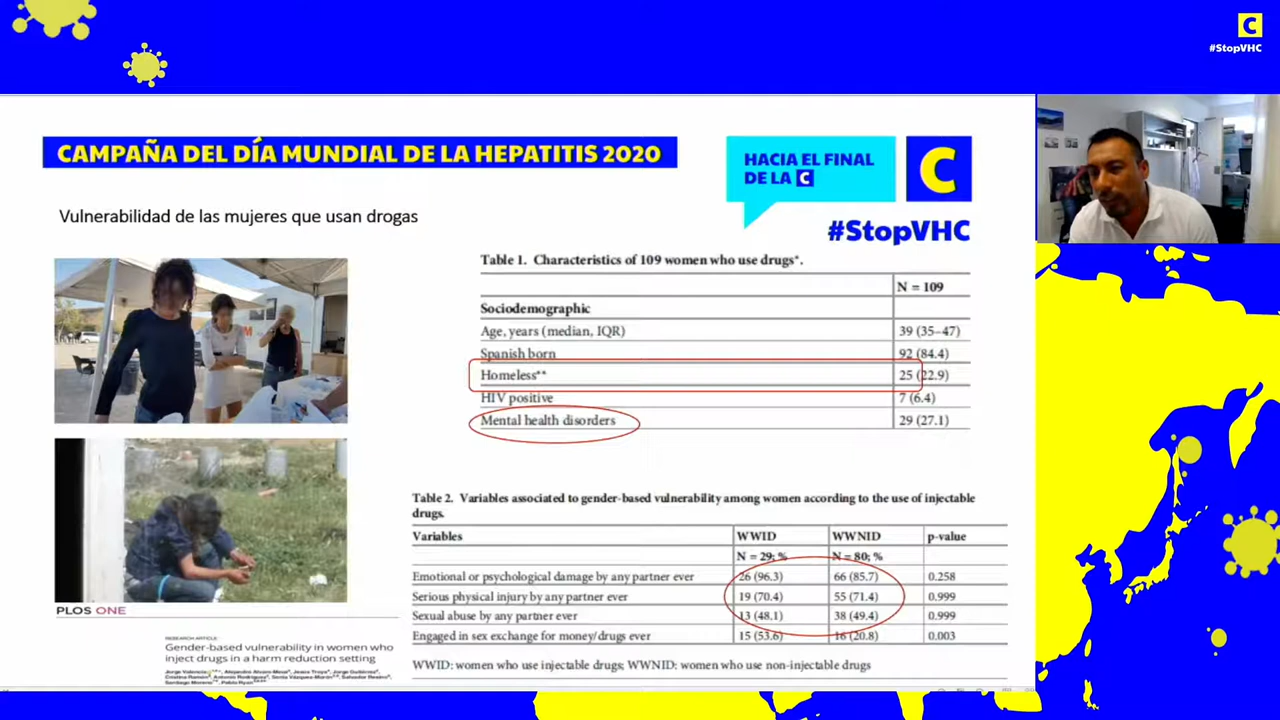 C
#StopVHC
CAMPAÑA DEL DÍA MUNDIAL DE LA HEPATITIS 2020
HACIA EL FINAL
DE LA C
C
#StopVHC
Vulnerabilidad de las mujeres que usan drogas
Table 1. Characteristics of 109 women who use drugs*.
N = 109
Sociodemographic
Age, years (median, IQR) 39 (35–47)
Spanish born 92 (84.4)
Homeless** 25 (22.9)
HIV positive 7 (6.4)
Mental health disorders 29 (27.1)
Table 2. Variables associated to gender-based vulnerability among women according to the use of injectable
drugs.
Variables WWID WWNID p-value
N = 29; % N = 80; %
Emotional or psychological damage by any partner ever 26 (96.3) 66 (85.7) 0.258
Serious physical injury by any partner ever 19 (70.4) 55 (71.4) 0.999
Sexual abuse by any partner ever 13 (48.1) 38 (49.4) 0.999
Engaged in sex exchange for money/drugs ever 15 (53.6) 16 (20.8) 0.003
WWID: women who use injectable drugs; WWNID: women who use non-injectable drugs
PLOS ONE
RESEARCH ARTICLE
Gender-based vulnerability in women who
inject drugs in a harm reduction setting